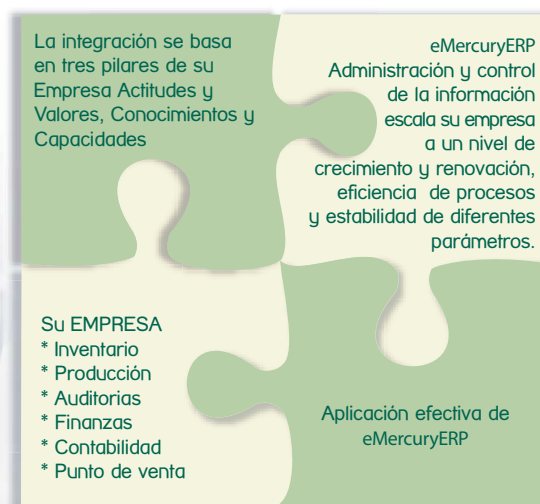 La integración se basa
en tres pilares de su
Empresa Actitudes y
Valores, Conocimientos y
Capacidades
eMercuryERP
Administración y control
de la información
escala su empresa
a un nivel de
crecimiento y renovación,
eficiencia de procesos
y estabilidad de diferentes
parámetros.
Su EMPRESA
* Inventario
* Producción
* Auditorias
* Finanzas
* Contabilidad
* Punto de venta
Aplicación efectiva de
eMercuryERP